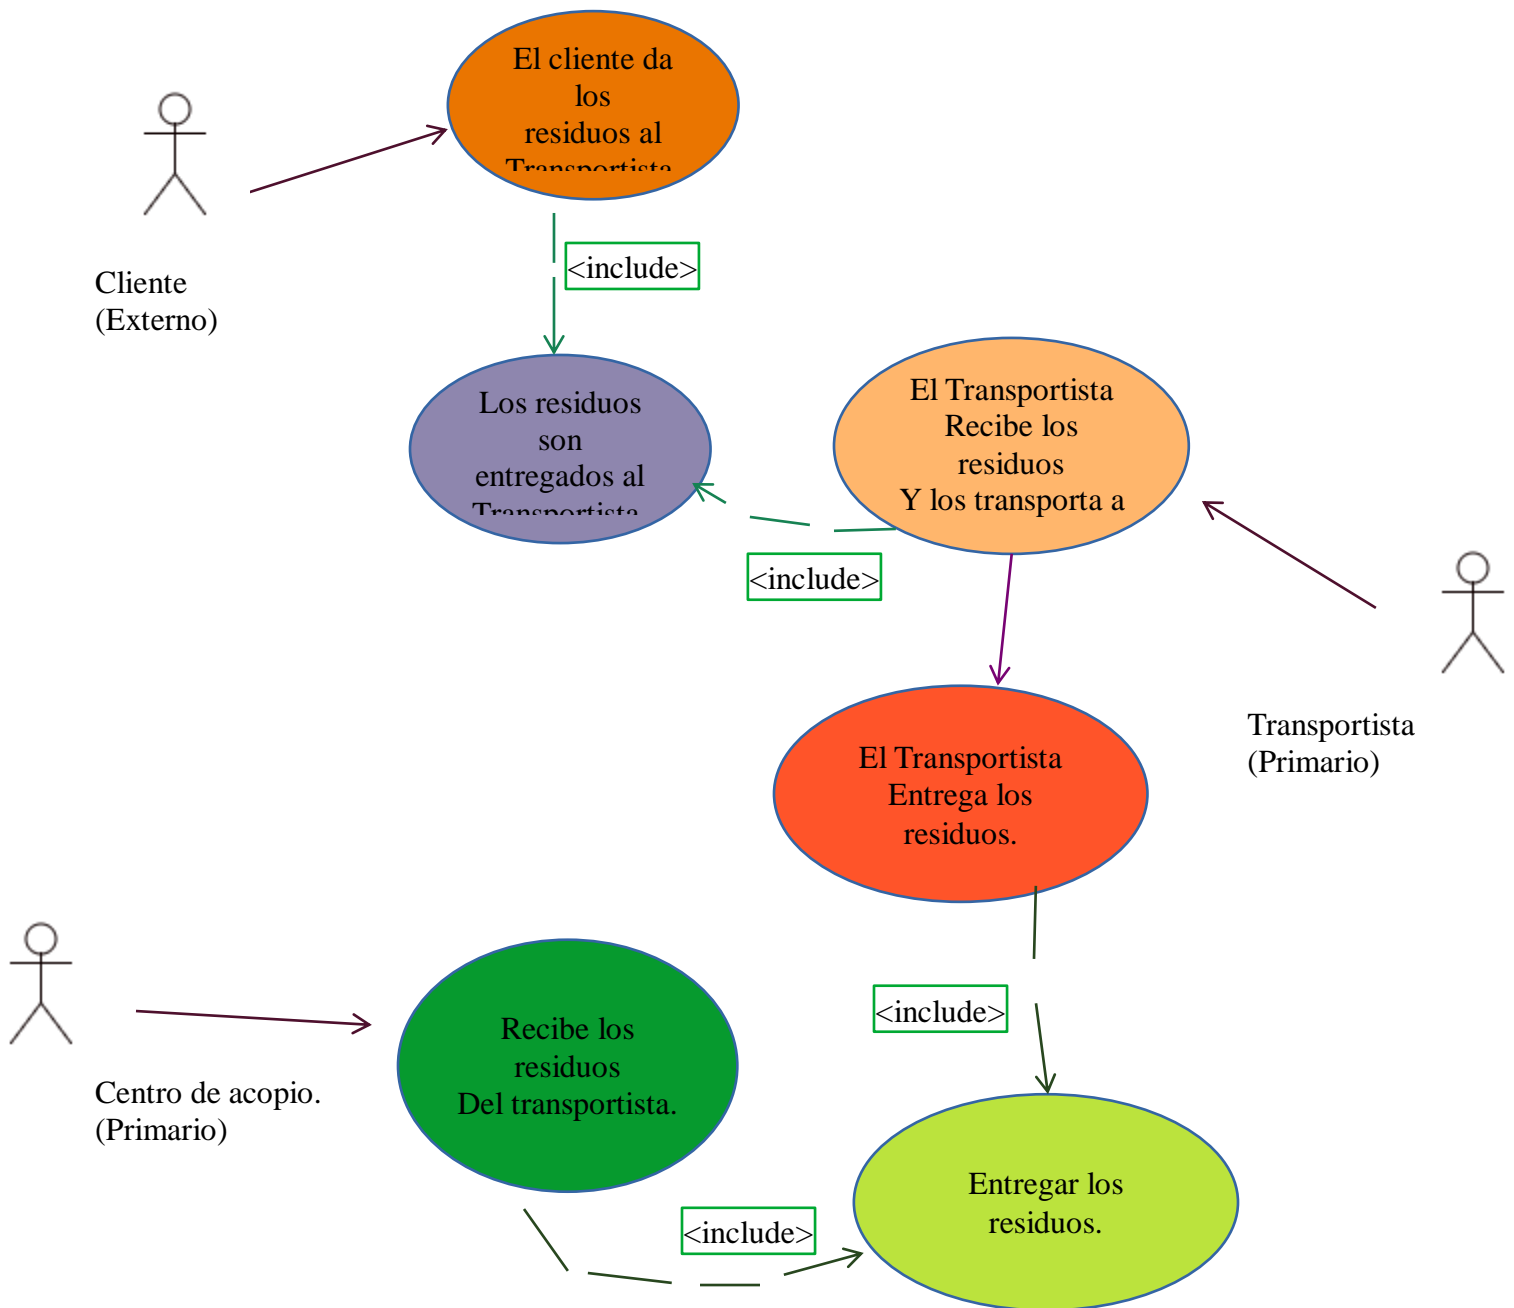 El cliente da
los
residuos al
Transportista
<include>
Cliente
(Externo)
Los residuos
son
entregados al
Transportista
El Transportista
Recibe los
residuos
Y los transporta a
<include>
Transportista
(Primario)
El Transportista
Entrega los
residuos.
<include>
Recibe los
residuos
Del transportista.
Centro de acopio.
(Primario)
Entregar los
residuos.
<include>